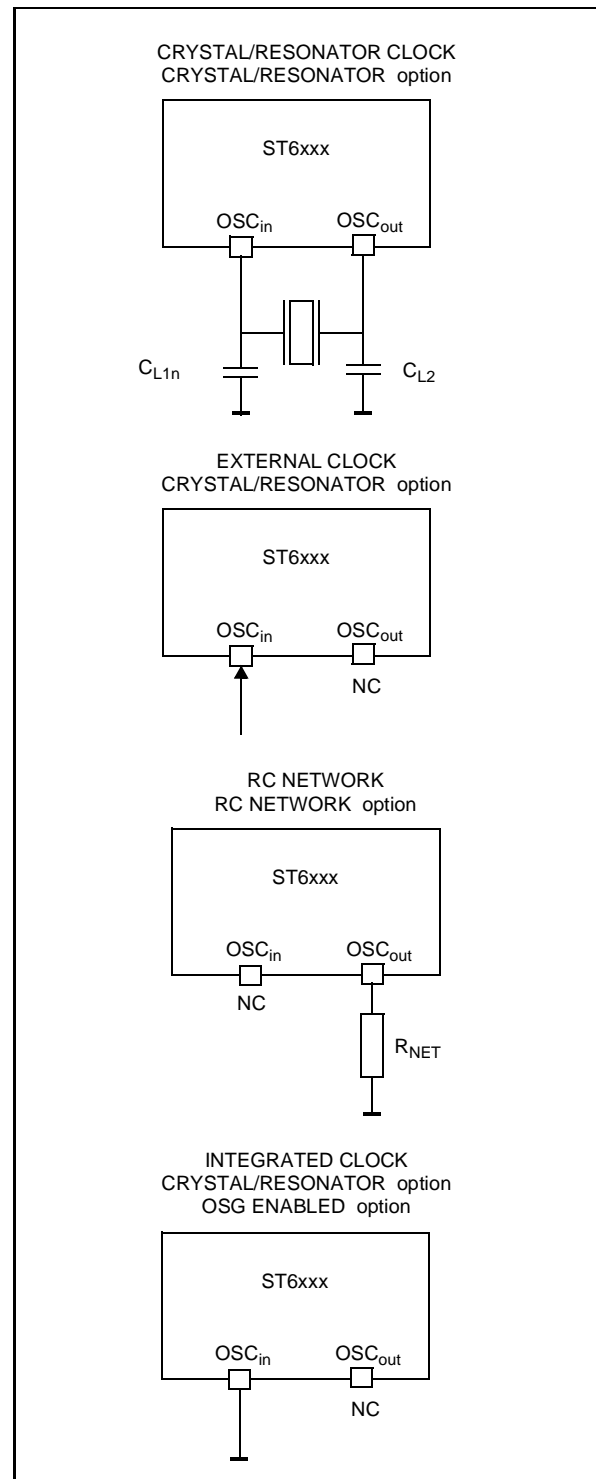 CRYSTAL/RESONATOR CLOCK
CRYSTAL/RESONATOR option
ST6xxx
OSCin OSCout
CL1n CL2
EXTERNAL CLOCK
CRYSTAL/RESONATOR option
ST6xxx
OSCin OSCout
NC
RC NETWORK
RC NETWORK option
ST6xxx
OSCin OSCout
NC
RNET
INTEGRATED CLOCK
CRYSTAL/RESONATOR option
OSG ENABLED option
ST6xxx
OSCin OSCout
NC